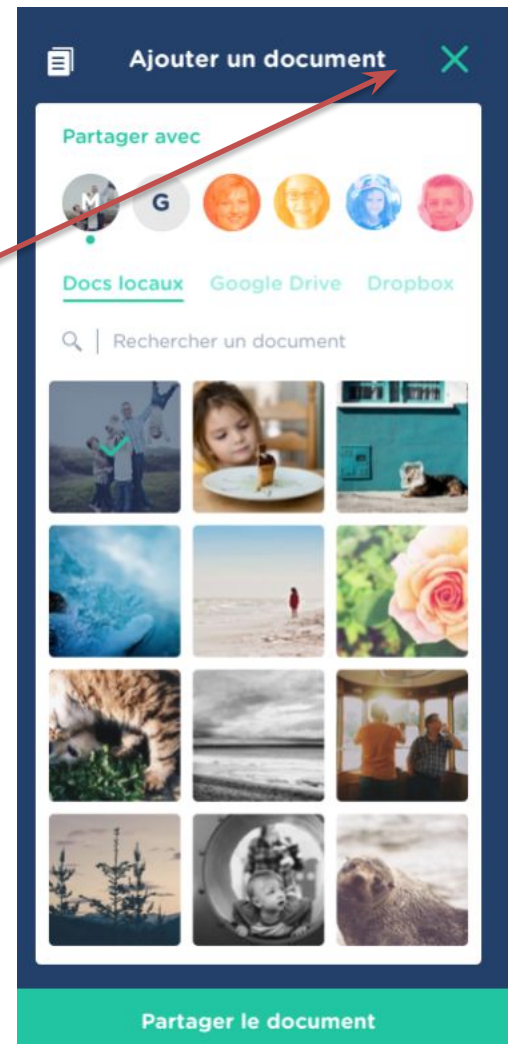 Ajouter un document
Partager avec
M G
Docs locaux Google Drive Dropbox
Rechercher un document
Partager le document